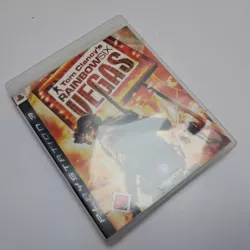 Tom Clancy's
RAINBOWSIX
VEGAS
PLAYSTATION 3